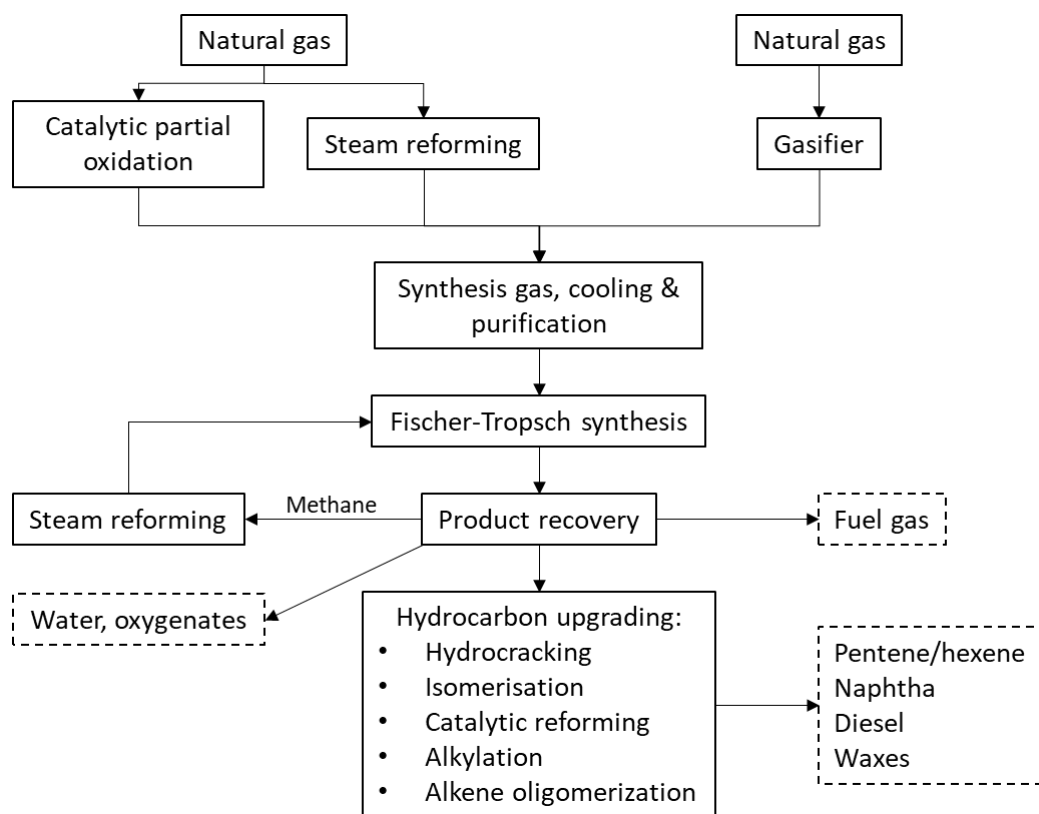 Natural gas
Natural gas
Catalytic partial
oxidation
Steam reforming
Gasifier
Synthesis gas, cooling &
purification
Fischer-Tropsch synthesis
Methane
Steam reforming
Product recovery
Fuel gas
Water, oxygenates
Hydrocarbon upgrading:
• Hydrocracking
• Isomerisation
• Catalytic reforming
• Alkylation
• Alkene oligomerization
Pentene/hexene
Naphtha
Diesel
Waxes